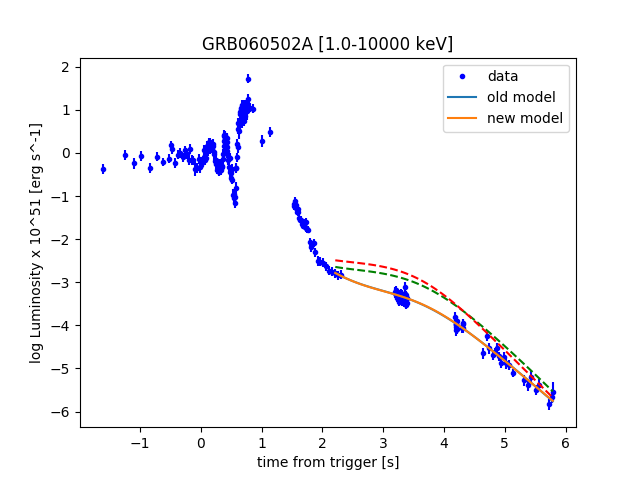 GRB060502A [1.0-10000 keV]
data
old model
new model
log Luminosity x 10^51 [erg s^-1]
2
1
0
−1
−2
−3
−4
−5
−6
−1 0 1 2 3 4 5 6
time from trigger [s]